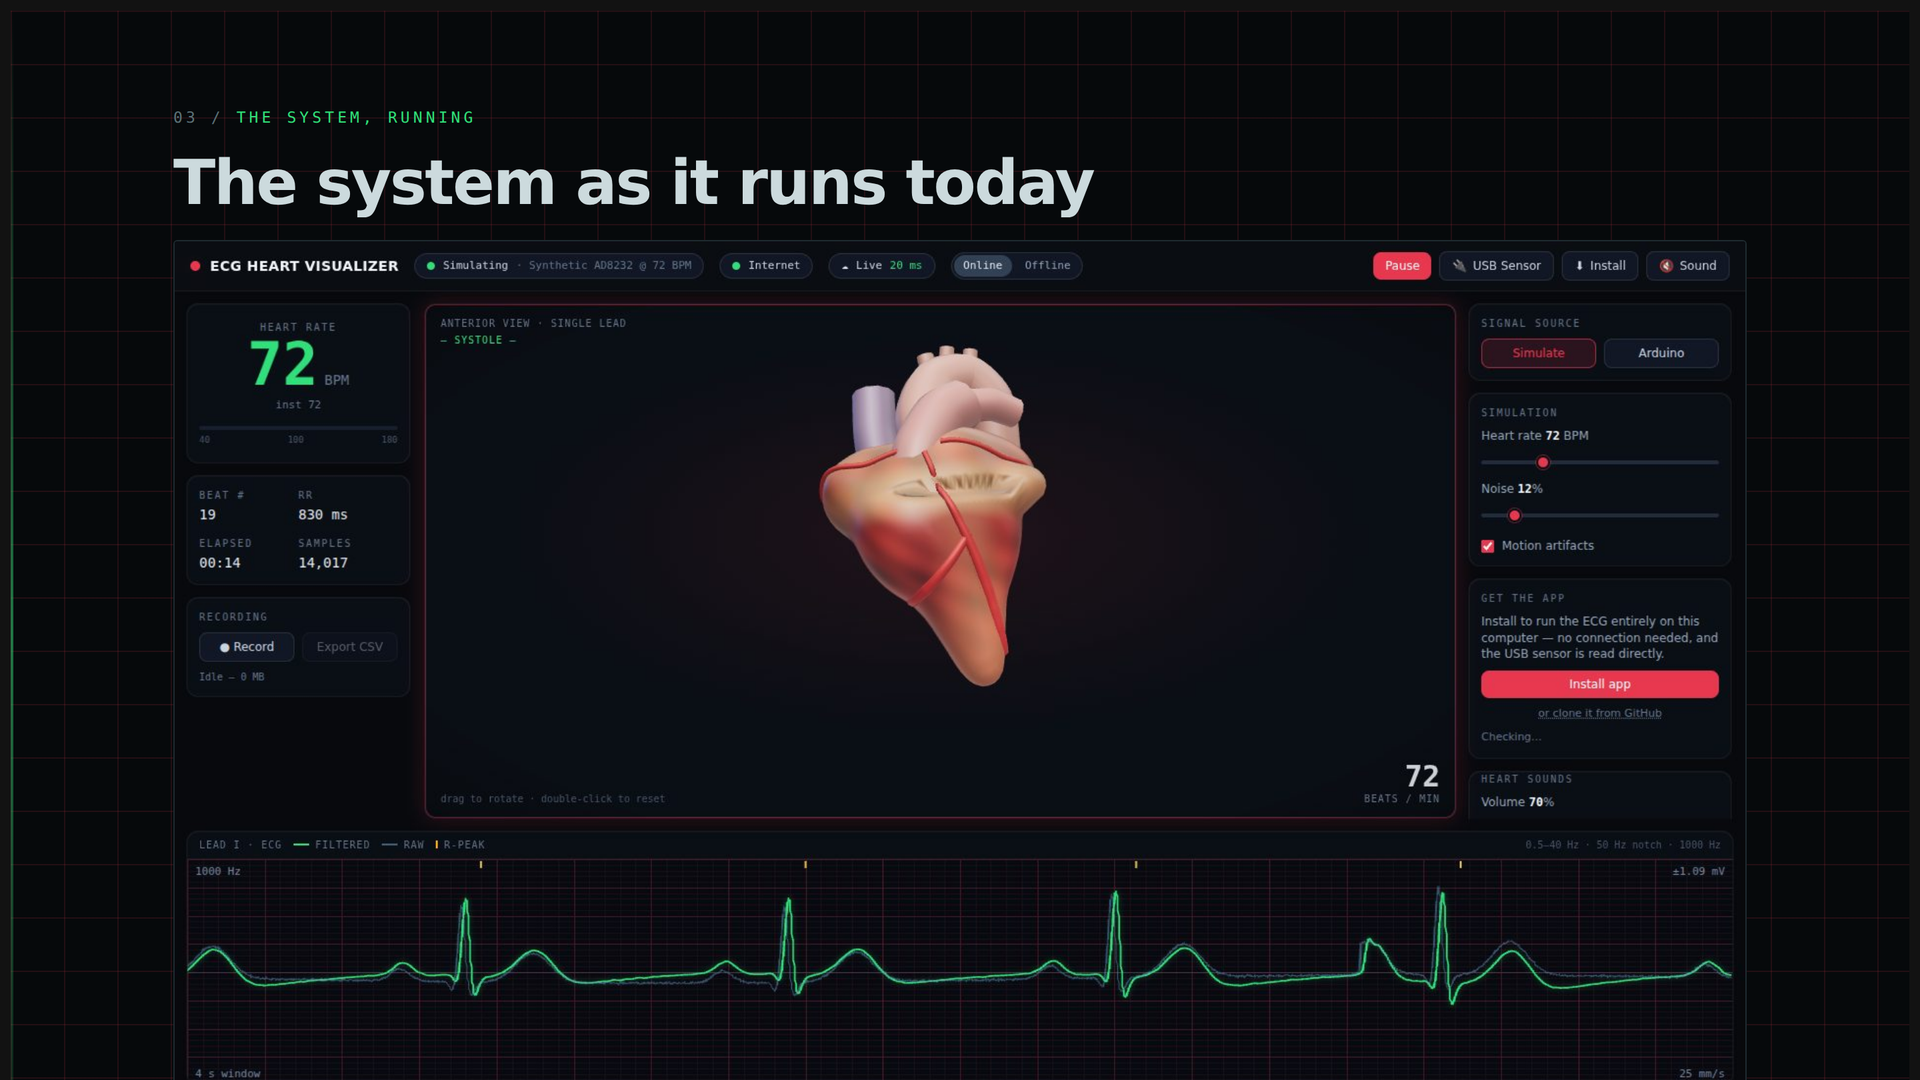 03 / THE SYSTEM, RUNNING
The system as it runs today
ECG HEART VISUALIZER
Simulating · Synthetic AD8232 @ 72 BPM
Internet
Live 20 ms
Online Offline
Pause
USB Sensor
Install
Sound
HEART RATE
72 BPM
inst 72
40 100 180
BEAT # RR
19 830 ms
ELAPSED SAMPLES
00:14 14,017
RECORDING
Record Export CSV
Idle — 0 MB
ANTERIOR VIEW · SINGLE LEAD
— SYSTOLE —
drag to rotate · double-click to reset
72
BEATS / MIN
SIGNAL SOURCE
Simulate Arduino
SIMULATION
Heart rate 72 BPM
Noise 12%
Motion artifacts
GET THE APP
Install to run the ECG entirely on this
computer — no connection needed, and
the USB sensor is read directly.
Install app
or clone it from GitHub
Checking…
HEART SOUNDS
Volume 70%
LEAD I · ECG FILTERED RAW R-PEAK
0.5–40 Hz · 50 Hz notch · 1000 Hz
1000 Hz
±1.09 mV
4 s window
25 mm/s